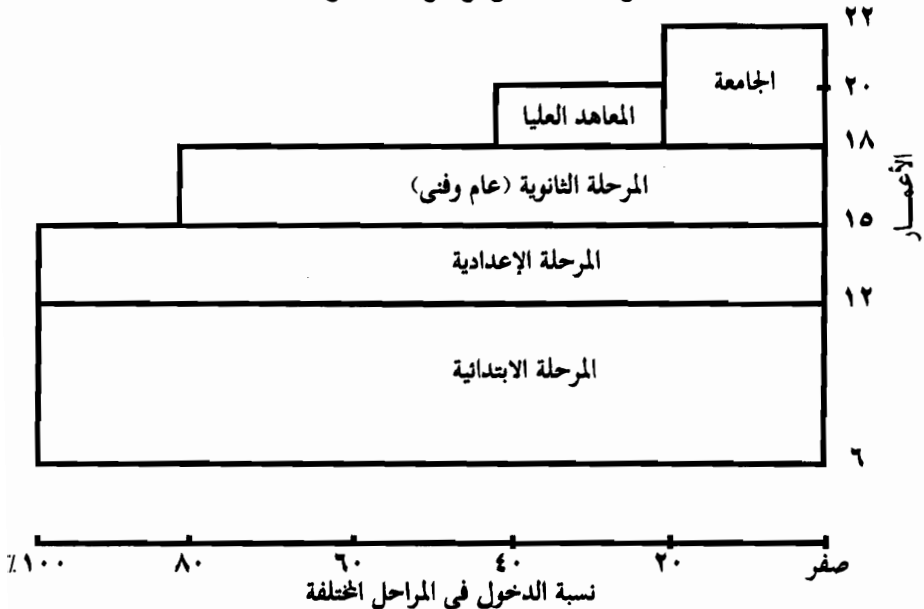 ٢٢
الجامعة
٢٠
المعاهد العليا
١٨
المرحلة الثانوية (عام وفنى)
الأعمــار
١٥
المرحلة الإعدادية
١٢
المرحلة الابتدائية
٦
صفر ٢٠ ٤٠ ٦٠ ٨٠ ١٠٠٪
نسبة الدخول فى المراحل المختلفة